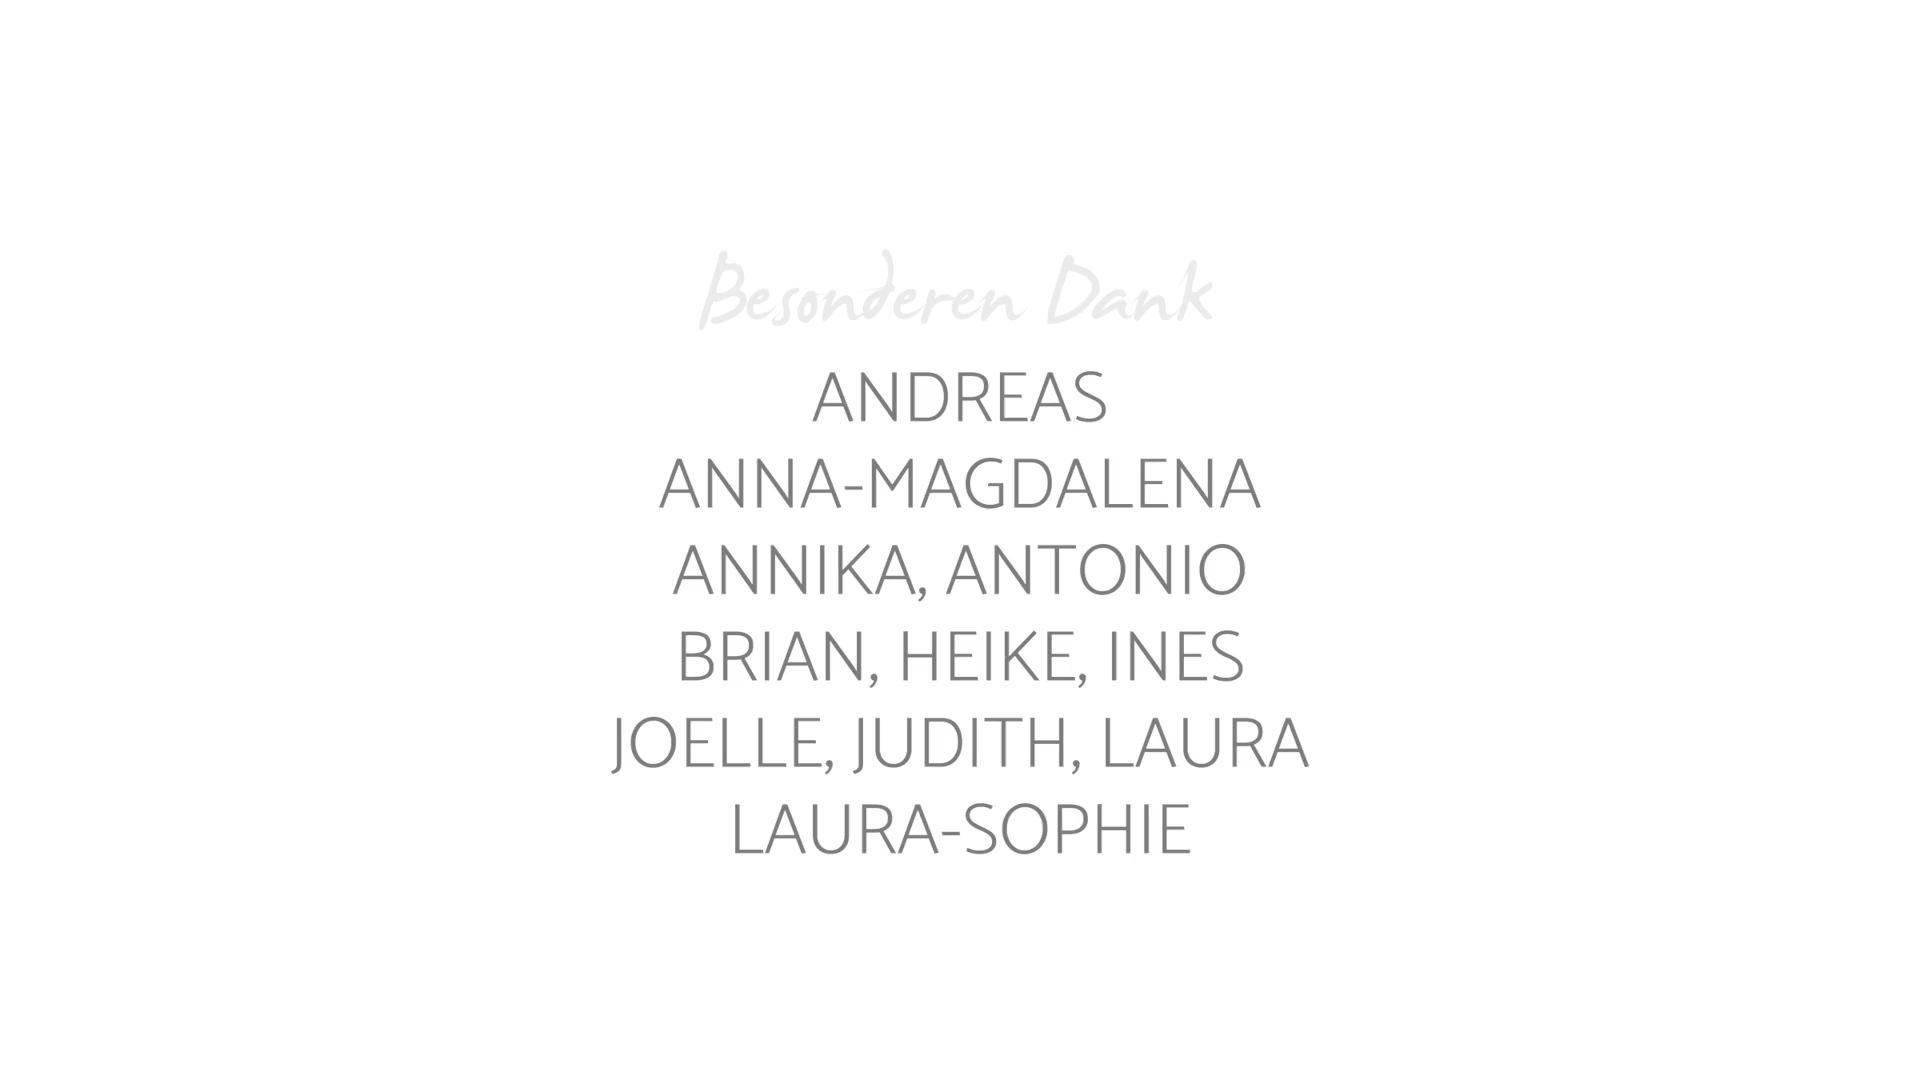 Besonderen Dank
ANDREAS
ANNA-MAGDALENA
ANNIKA, ANTONIO
BRIAN, HEIKE, INES
JOELLE, JUDITH, LAURA
LAURA-SOPHIE